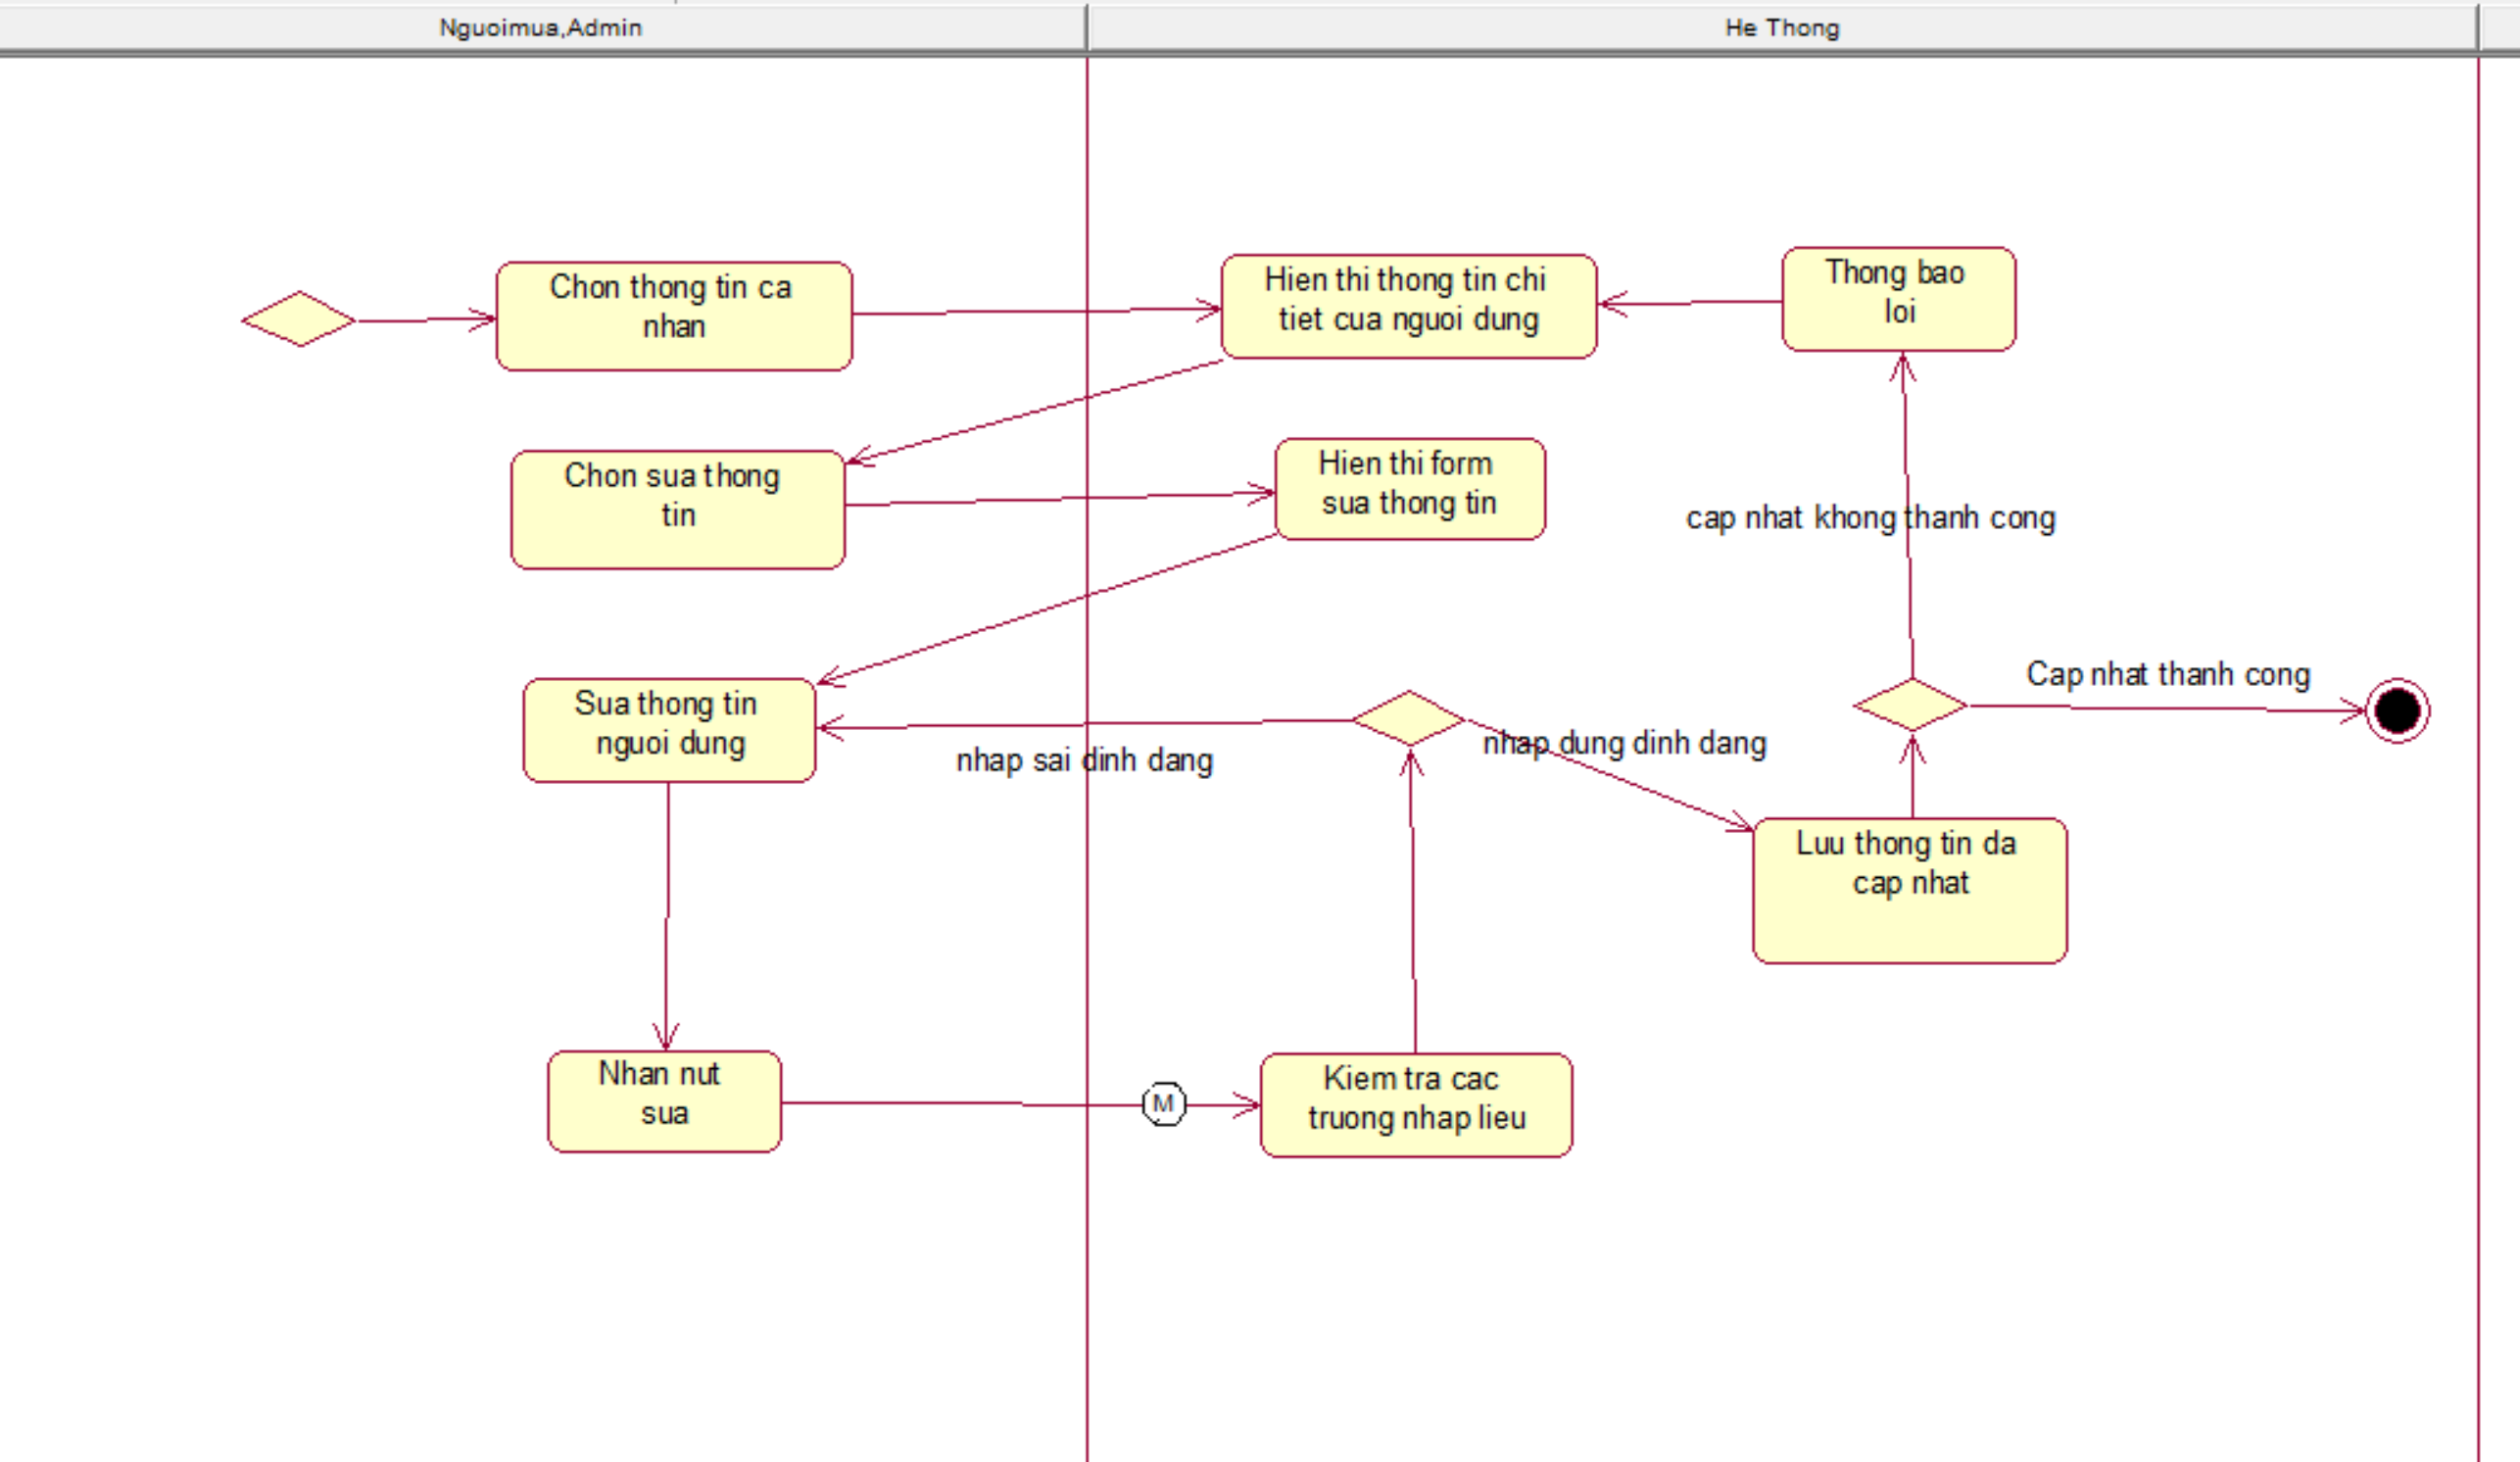 Nguoimua,Admin
He Thong
Chon thong tin ca
nhan
Hien thi thong tin chi
tiet cua nguoi dung
Thong bao
loi
Chon sua thong
tin
Hien thi form
sua thong tin
cap nhat khong thanh cong
Sua thong tin
nguoi dung
nhap sai dinh dang
nhap dung dinh dang
Cap nhat thanh cong
Luu thong tin da
cap nhat
Nhan nut
sua
M
Kiem tra cac
truong nhap lieu